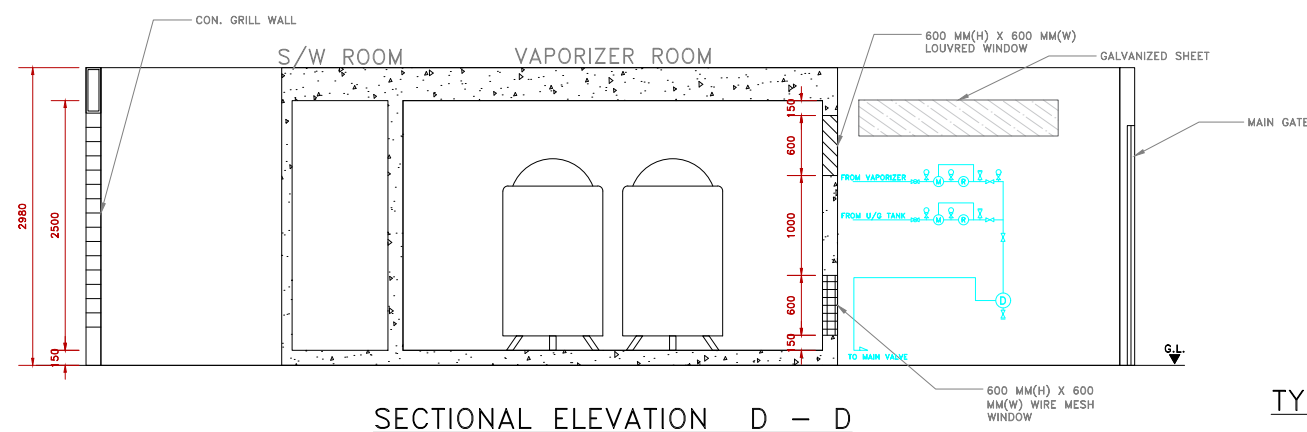 CON. GRILL WALL
S/W ROOM
VAPORIZER ROOM
600 MM(H) X 600 MM(W)
LOUVRED WINDOW
GALVANIZED SHEET
MAIN GATE
2980
2500
150
150
600
1000
600
150
FROM VAPORIZER
M
R
FROM U/G TANK
M
R
D
TO MAIN VALVE
G.L.
600 MM(H) X 600
MM(W) WIRE MESH
WINDOW
SECTIONAL ELEVATION D – D
TY